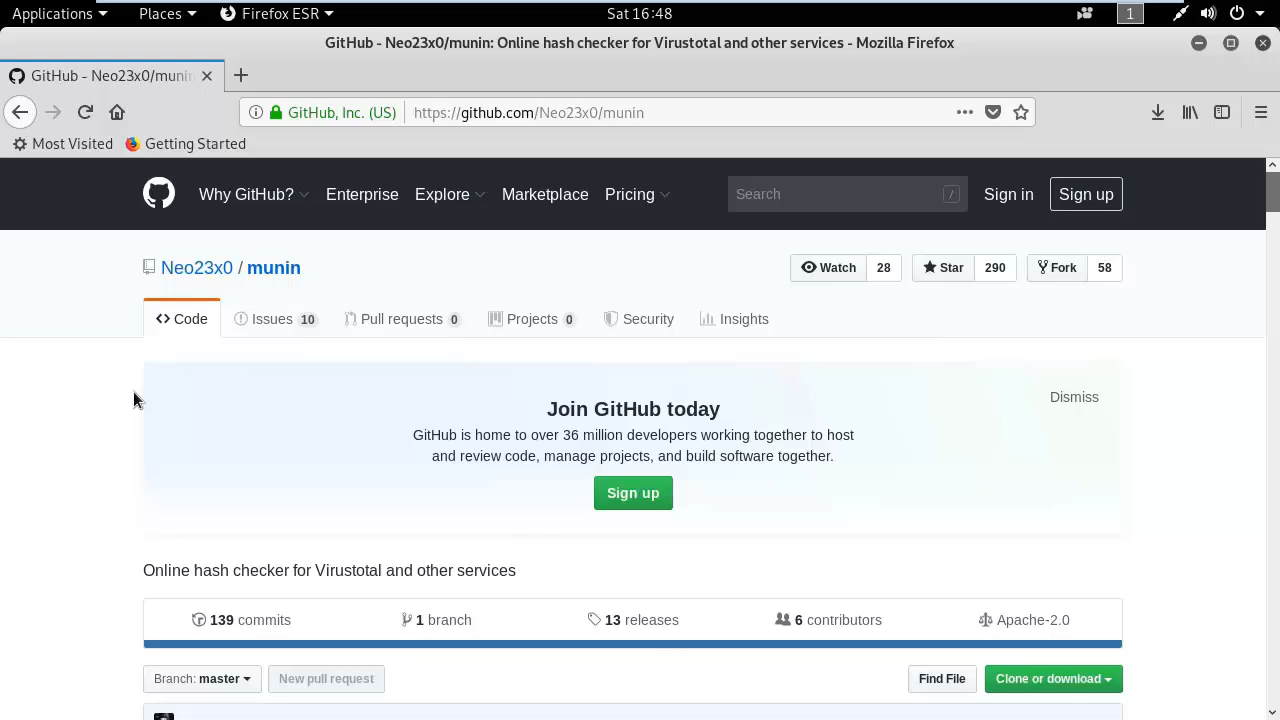 Applications Places Firefox ESR Sat 16:48 1
GitHub - Neo23x0/munin: Online hash checker for Virustotal and other services - Mozilla Firefox
GitHub - Neo23x0/munin
GitHub, Inc. (US) https://github.com/Neo23x0/munin
Most Visited Getting Started
Why GitHub? Enterprise Explore Marketplace Pricing Search / Sign in Sign up
Neo23x0 / munin Watch 28 Star 290 Fork 58
Code Issues 10 Pull requests 0 Projects 0 Security Insights
Dismiss
Join GitHub today
GitHub is home to over 36 million developers working together to host
and review code, manage projects, and build software together.
Sign up
Online hash checker for Virustotal and other services
139 commits 1 branch 13 releases 6 contributors Apache-2.0
Branch: master New pull request Find File Clone or download